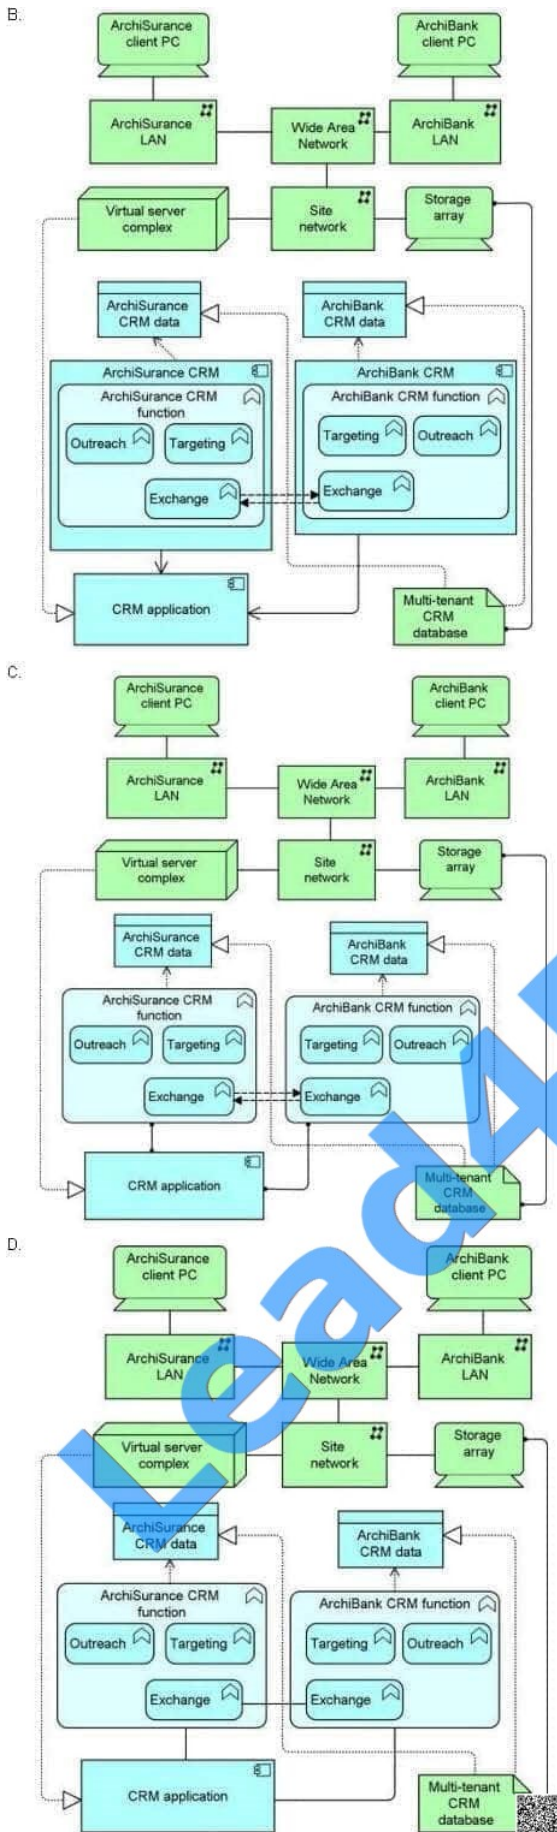 B.
ArchiSurance
client PC
ArchiBank
client PC
ArchiSurance
LAN
Wide Area
Network
ArchiBank
LAN
Virtual server
complex
Site
network
Storage
array
ArchiSurance
CRM data
ArchiBank
CRM data
ArchiSurance CRM
ArchiSurance CRM
function
Outreach
Targeting
Exchange
ArchiBank CRM
ArchiBank CRM function
Targeting
Outreach
Exchange
CRM application
Multi-tenant
CRM
database
C.
ArchiSurance
client PC
ArchiBank
client PC
ArchiSurance
LAN
Wide Area
Network
ArchiBank
LAN
Virtual server
complex
Site
network
Storage
array
ArchiSurance
CRM data
ArchiBank
CRM data
ArchiSurance CRM
function
Outreach
Targeting
Exchange
ArchiBank CRM function
Targeting
Outreach
Exchange
CRM application
Multi-tenant
CRM
database
D.
ArchiSurance
client PC
ArchiBank
client PC
ArchiSurance
LAN
Wide Area
Network
ArchiBank
LAN
Virtual server
complex
Site
network
Storage
array
ArchiSurance
CRM data
ArchiBank
CRM data
ArchiSurance CRM
function
Outreach
Targeting
Exchange
ArchiBank CRM function
Targeting
Outreach
Exchange
CRM application
Multi-tenant
CRM
database
Lead4